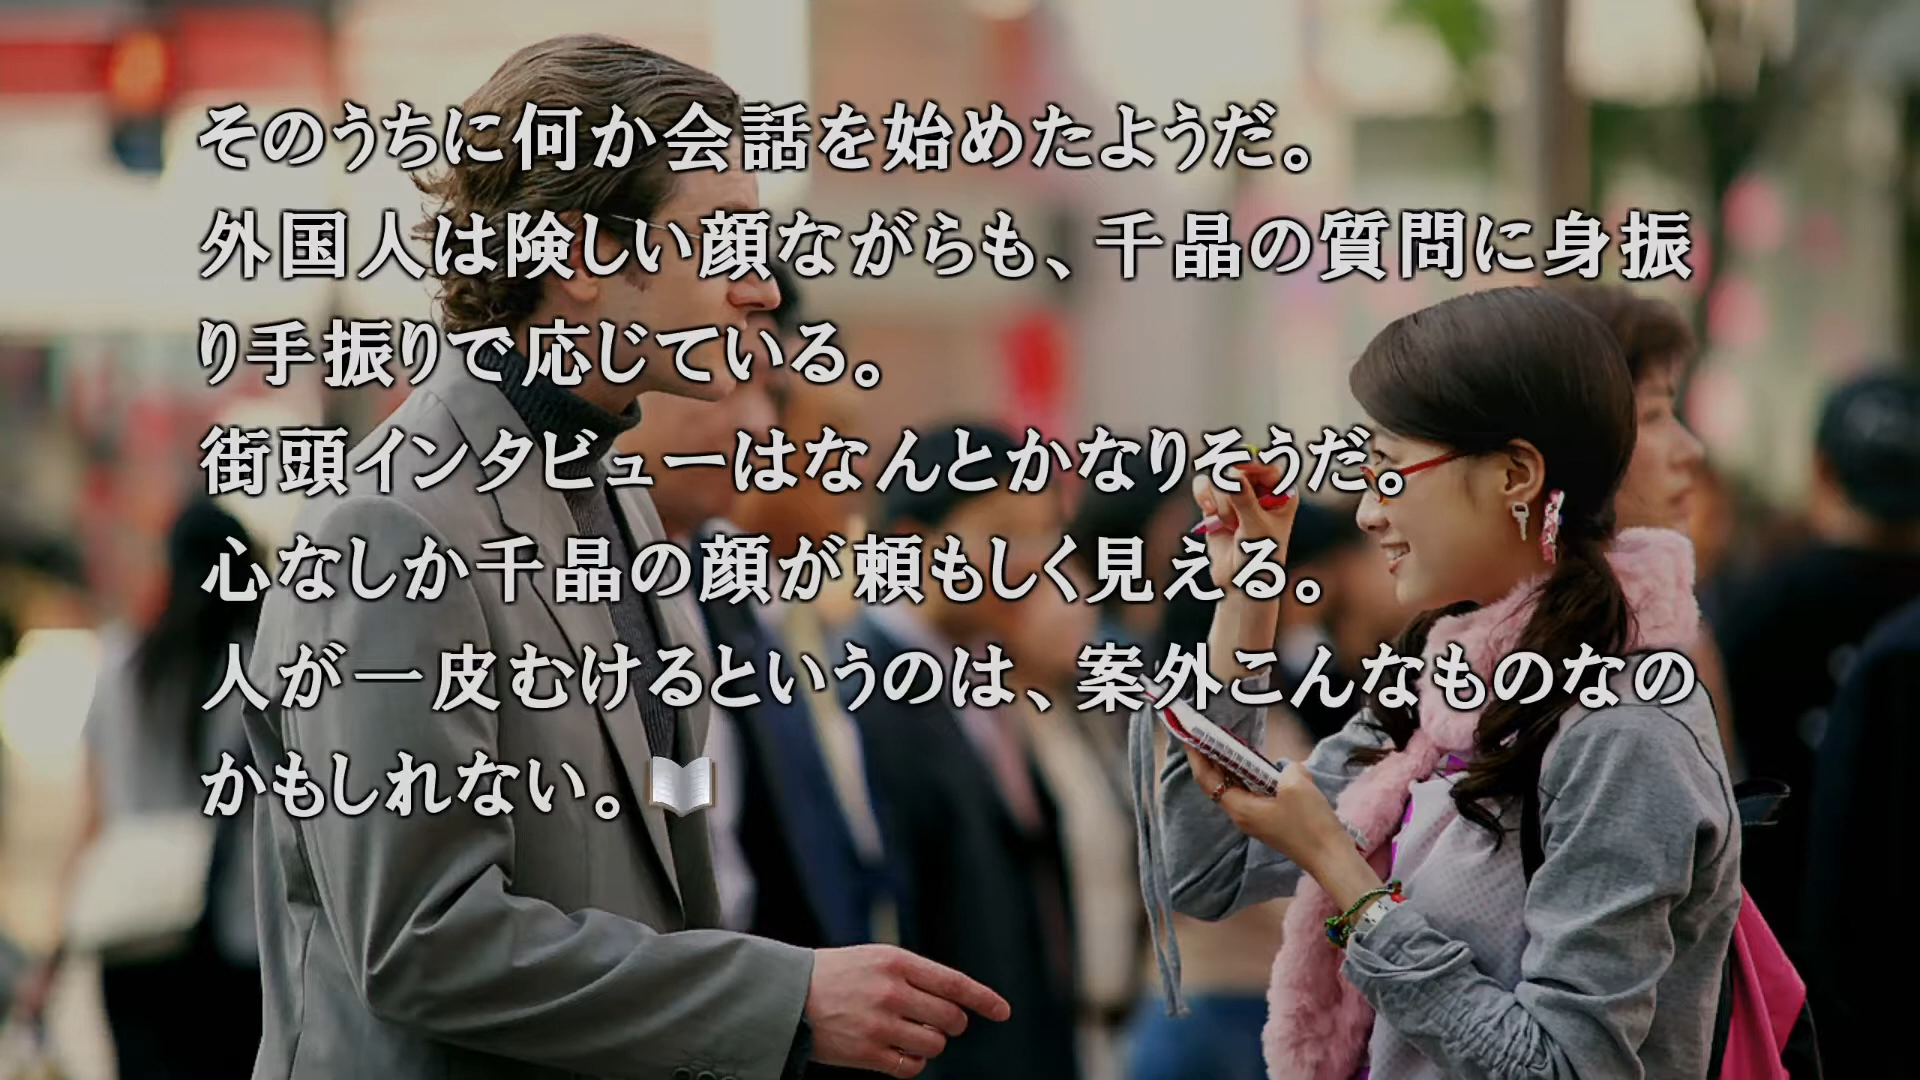 そのうちに何か会話を始めたようだ。
外国人は険しい顔ながらも、千晶の質問に身振
り手振りで応じている。
街頭インタビューはなんとかなりそうだ。
心なしか千晶の顔が頼もしく見える。
人が一皮むけるというのは、案外こんなものなの
かもしれない。